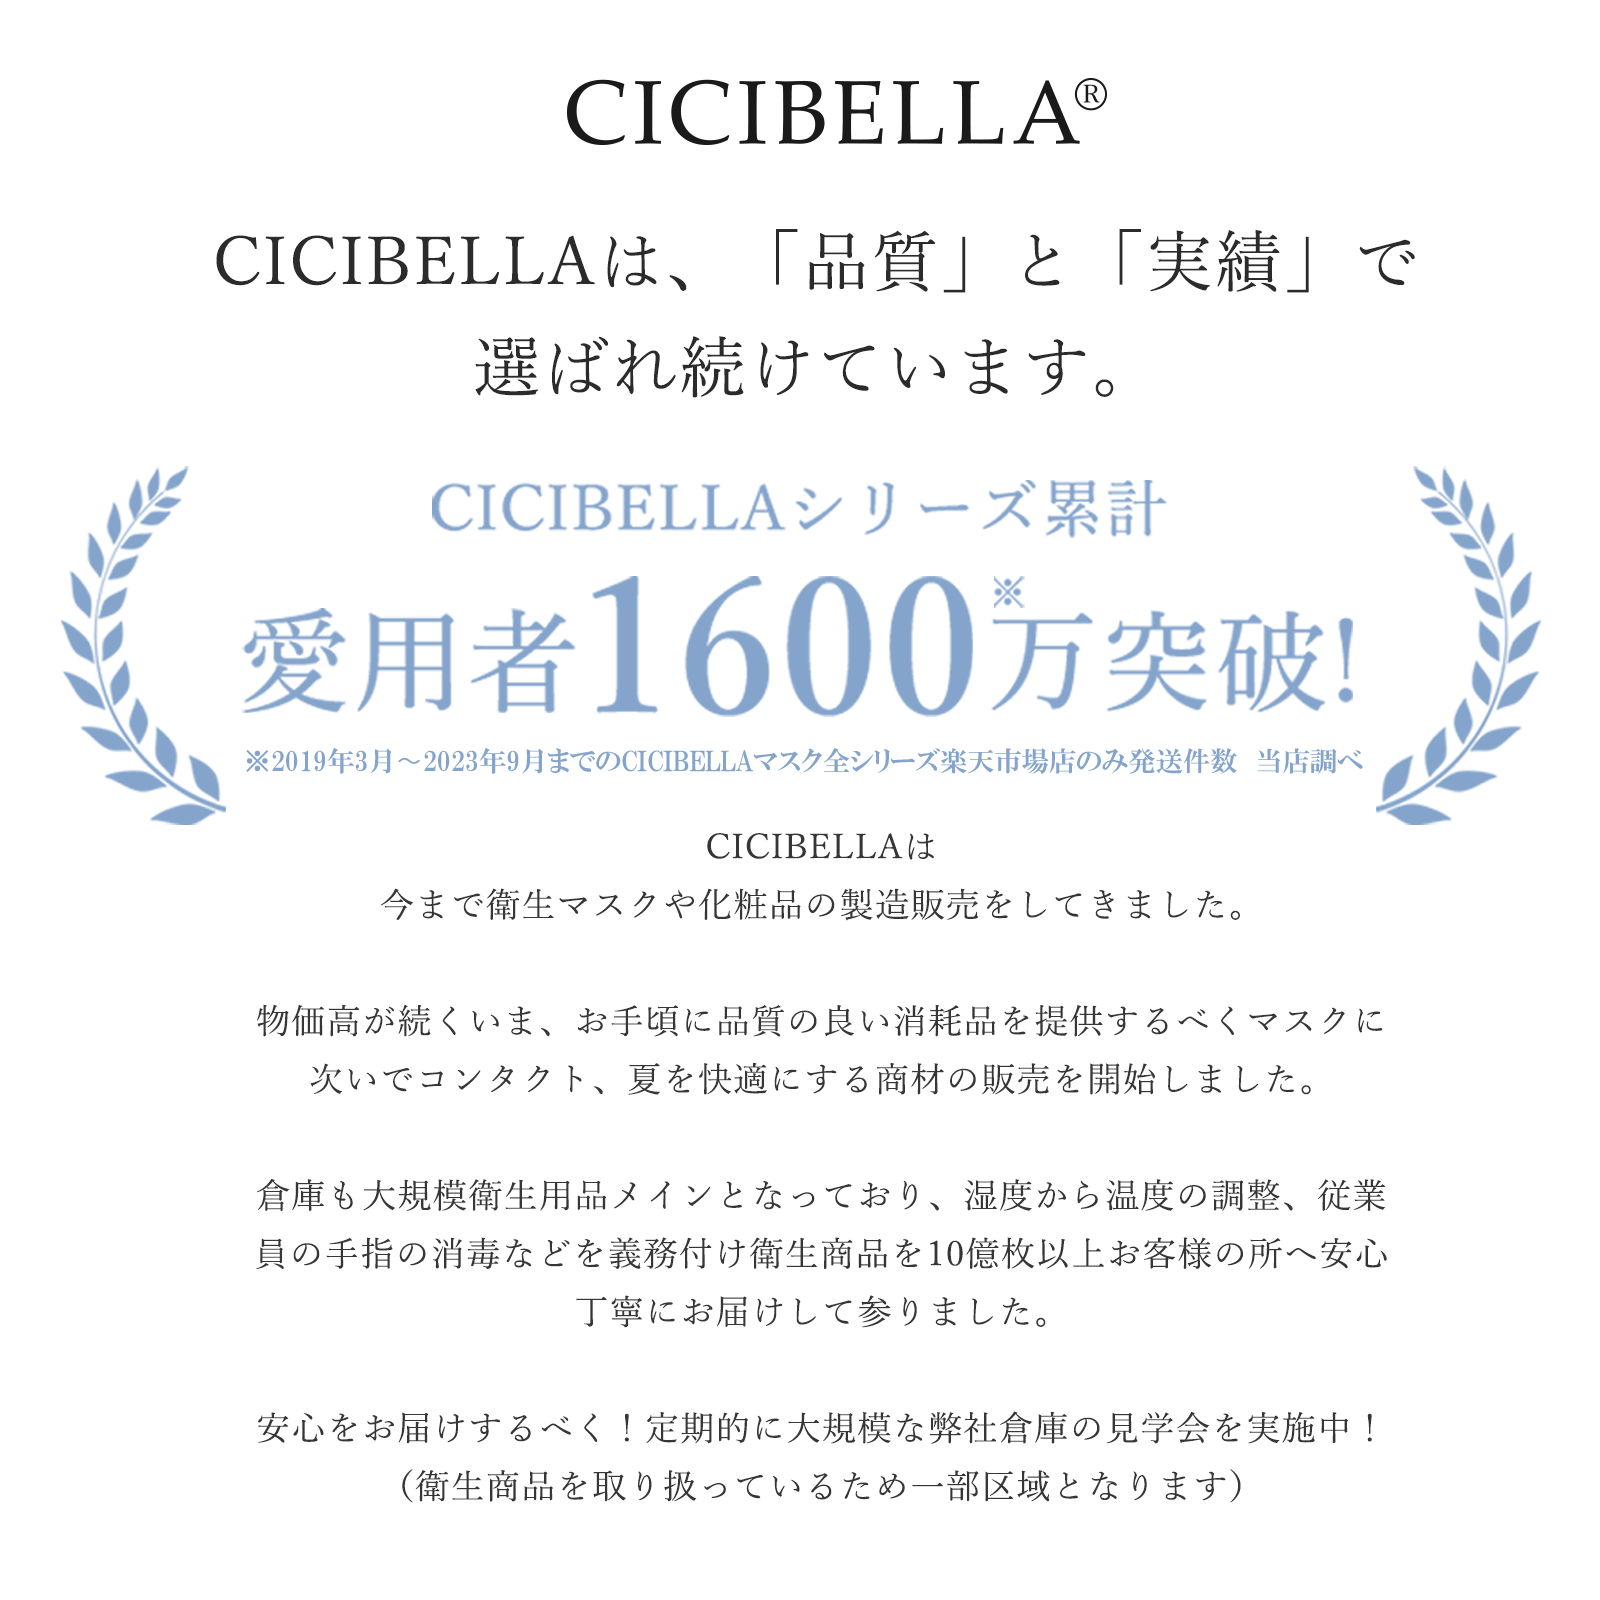 CICIBELLA®
CICIBELLAは、「品質」と「実績」で
選ばれ続けています。
CICIBELLAシリーズ累計
愛用者1600※万突破!
※2019年3月～2023年9月までのCICIBELLAマスク全シリーズ楽天市場店のみ発送件数 当店調べ
CICIBELLAは
今まで衛生マスクや化粧品の製造販売をしてきました。
物価高が続くいま、お手頃に品質の良い消耗品を提供するべくマスクに
次いでコンタクト、夏を快適にする商材の販売を開始しました。
倉庫も大規模衛生用品メインとなっており、湿度から温度の調整、従業
員の手指の消毒などを義務付け衛生商品を10億枚以上お客様の所へ安心
丁寧にお届けして参りました。
安心をお届けするべく！定期的に大規模な弊社倉庫の見学会を実施中！
（衛生商品を取り扱っているため一部区域となります）